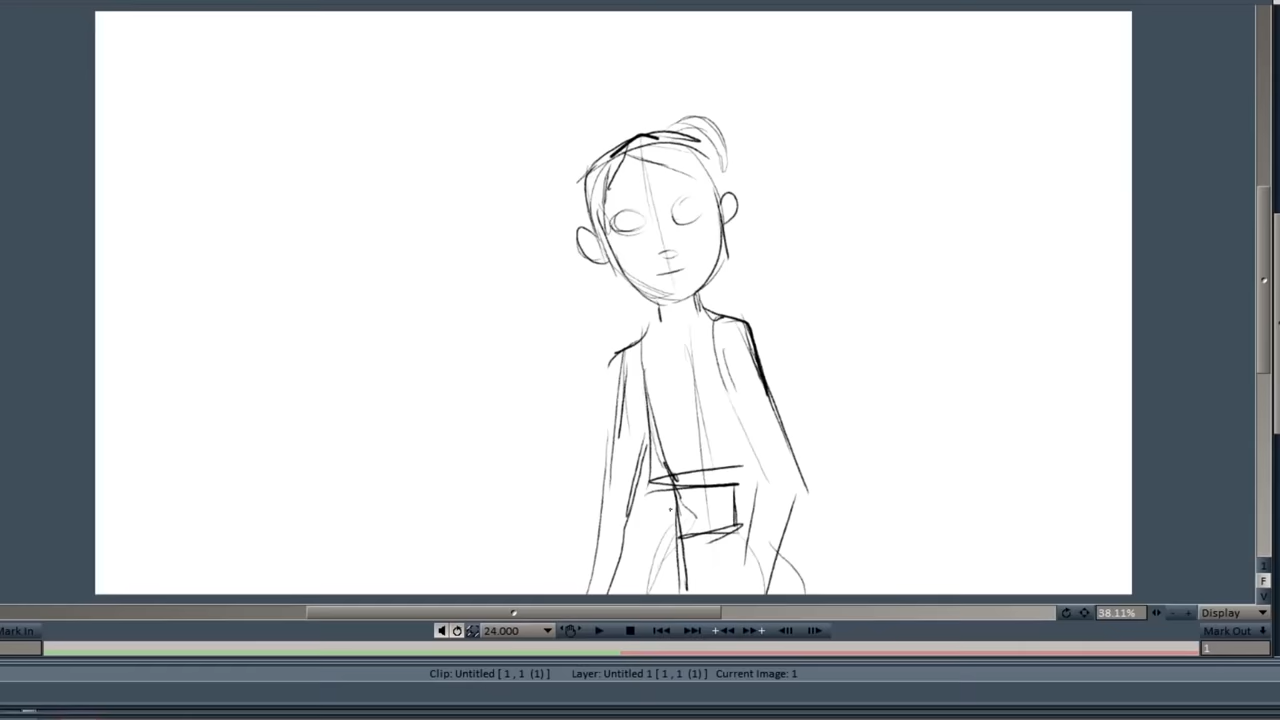 1
F
V
38.11%
- +
Display
Mark In
24.000
Mark Out
1
Clip: Untitled [ 1 , 1 (1) ] Layer: Untitled 1 [ 1 , 1 (1) ] Current Image: 1